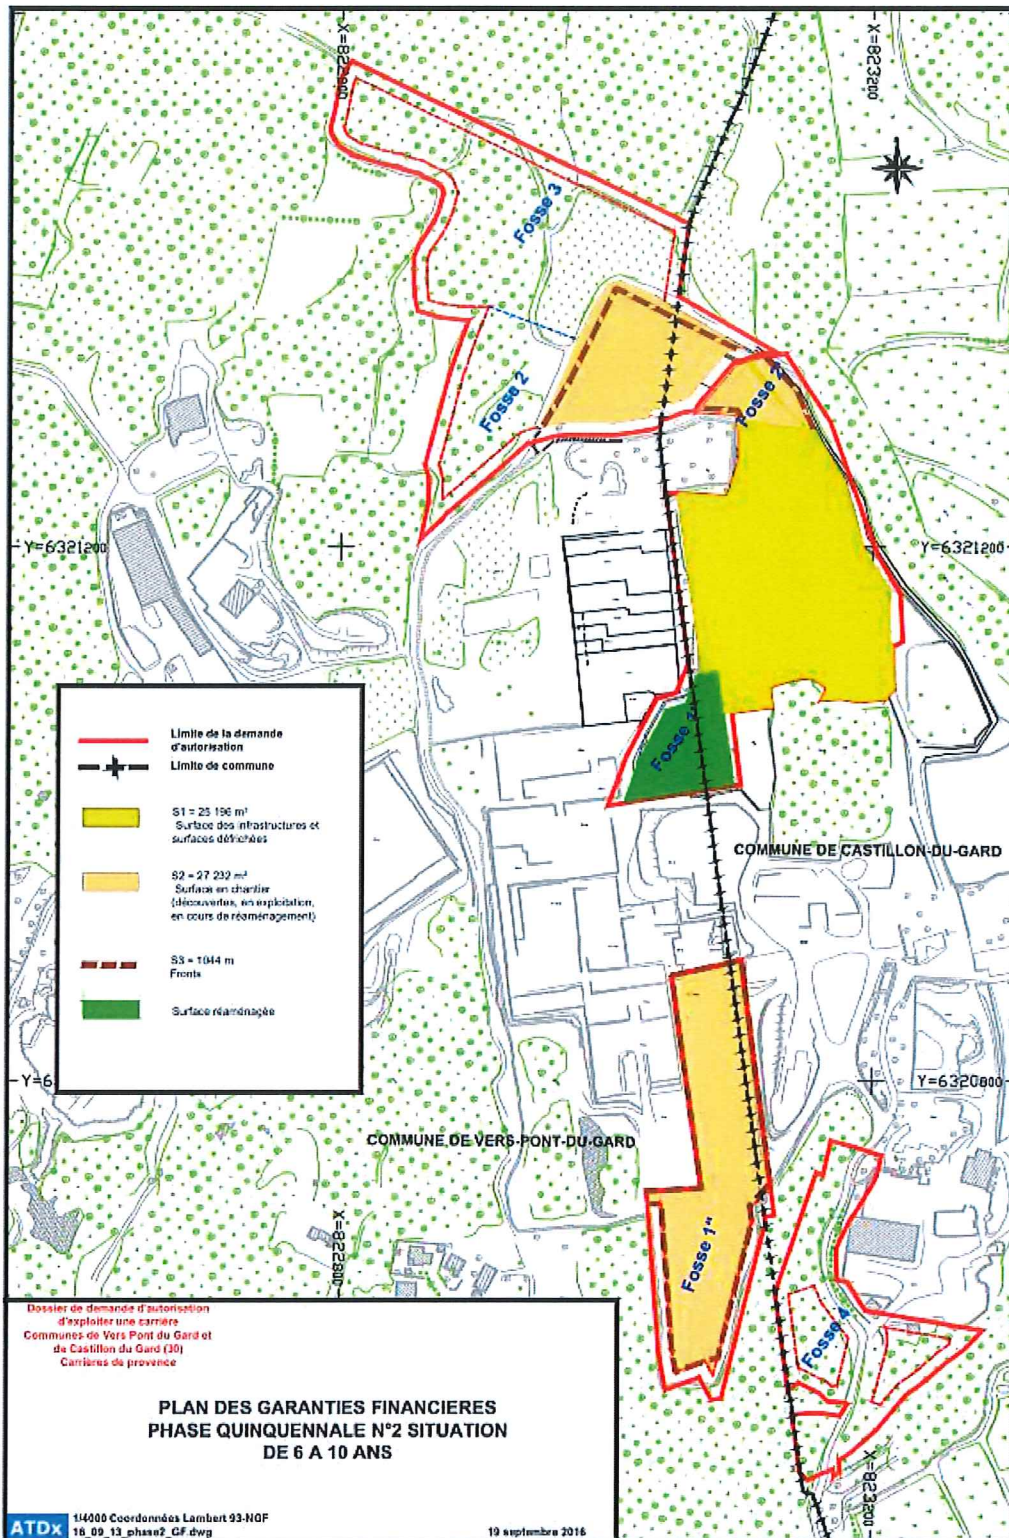 X=822800
X=823200
Fosse 3
Fosse 2
Fosse 2
Y=6321200
Y=6321200
Limite de la demande
d'autorisation
Limite de commune
S1 = 25 196 m²
Surface des infrastructures et
surfaces défrichées
S2 = 27 232 m²
Surface en chantier
(découvertes, en exploitation,
en cours de réaménagement)
S3 = 1044 m
Fronts
Surface réaménagée
Fosse
COMMUNE DE CASTILLON-DU-GARD
Y=6
Y=6320800
COMMUNE DE VERS-PONT-DU-GARD
X=822800
Fosse 1"
Fosse 4
X=823200
Dossier de demande d'autorisation
d'exploiter une carrière
Communes de Vers Pont du Gard et
de Castillon du Gard (30)
Carrières de provence
PLAN DES GARANTIES FINANCIERES
PHASE QUINQUENNALE N°2 SITUATION
DE 6 A 10 ANS
ATDx
1/4000 Coordonnées Lambert 93-NGF
16_09_13_phase2_GF.dwg
19 septembre 2016